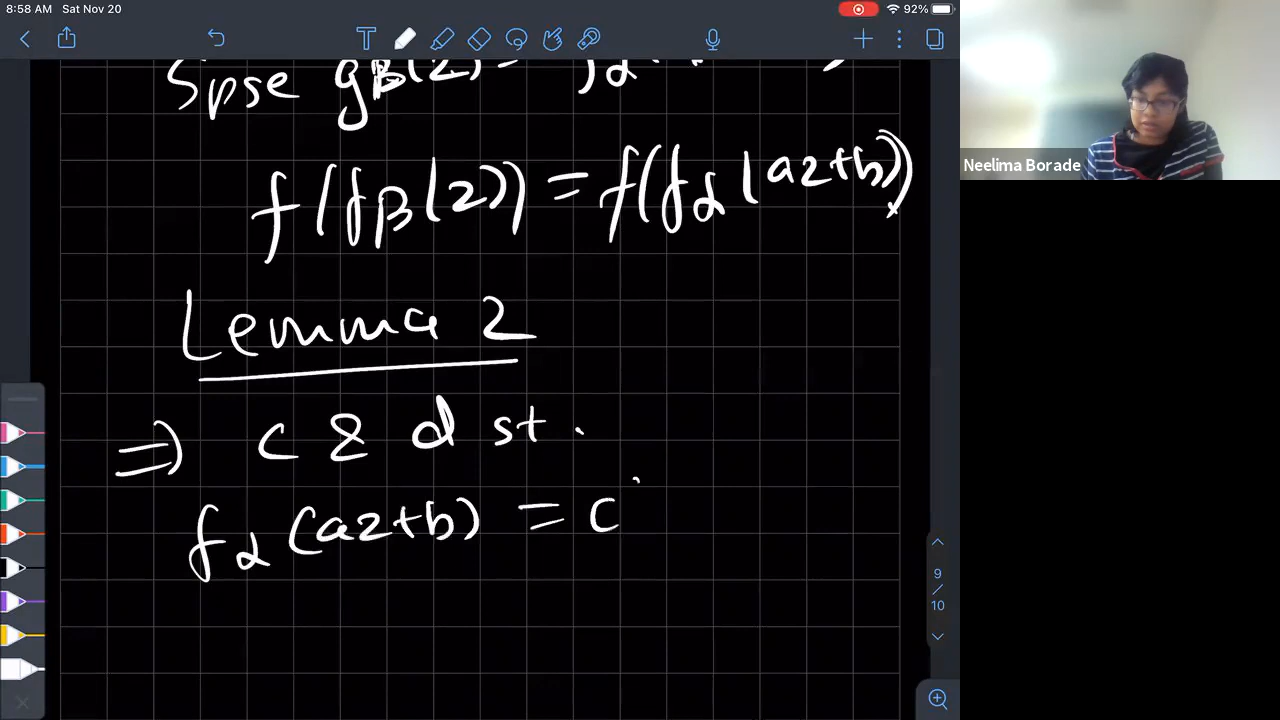 8:58 AM Sat Nov 20
92%
T
Spse gβ(z) =
f(fβ(z)) = f(fα(az+b))
Neelima Borade
Lemma 2
=> c & d st.
fα(az+b) = c
9
/
10